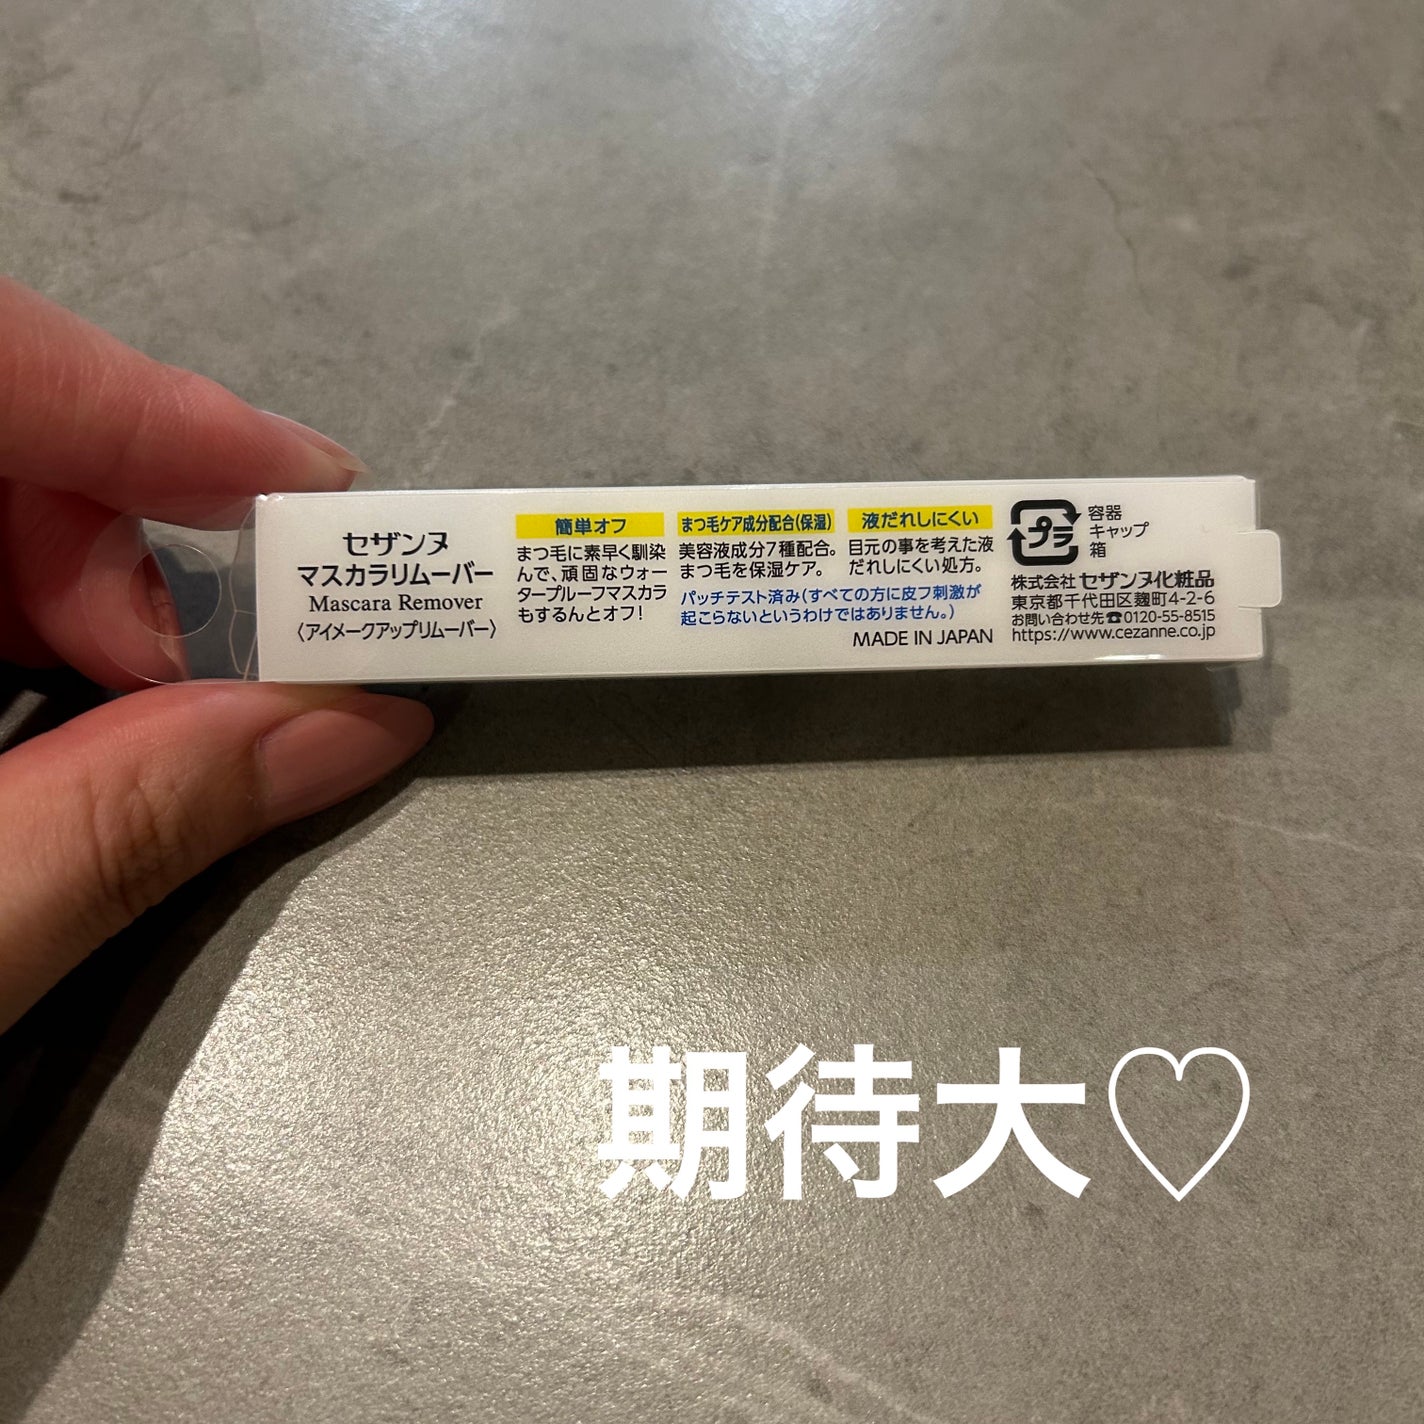 セザンヌ
マスカラリムーバー
Mascara Remover
〈アイメークアップリムーバー〉
簡単オフ
まつ毛に素早く馴染
んで、頑固なウォー
タープルーフマスカラ
もするんとオフ!
まつ毛ケア成分配合(保湿)
美容液成分7種配合。
まつ毛を保湿ケア。
液だれしにくい
目元の事を考えた液
だれしにくい処方。
パッチテスト済み(すべての方に皮フ刺激が
起こらないというわけではありません。)
MADE IN JAPAN
プラ
容器
キャップ
箱
株式会社 セザンヌ化粧品
東京都千代田区麹町4-2-6
お問い合わせ先☎0120-55-8515
https://www.cezanne.co.jp
期待大♡